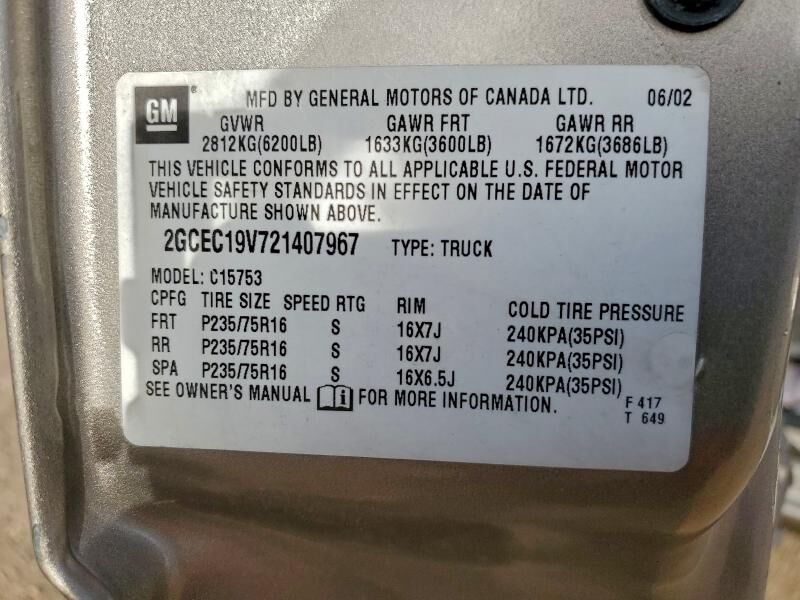 GM ® MFD BY GENERAL MOTORS OF CANADA LTD. 06/02
GVWR GAWR FRT GAWR RR
2812KG(6200LB) 1633KG(3600LB) 1672KG(3686LB)
THIS VEHICLE CONFORMS TO ALL APPLICABLE U.S. FEDERAL MOTOR
VEHICLE SAFETY STANDARDS IN EFFECT ON THE DATE OF
MANUFACTURE SHOWN ABOVE.
2GCEC19V721407967 TYPE: TRUCK
MODEL: C15753
CPFG TIRE SIZE SPEED RTG RIM COLD TIRE PRESSURE
FRT P235/75R16 S 16X7J 240KPA(35PSI)
RR P235/75R16 S 16X7J 240KPA(35PSI)
SPA P235/75R16 S 16X6.5J 240KPA(35PSI)
SEE OWNER'S MANUAL i FOR MORE INFORMATION.
F 417
T 649